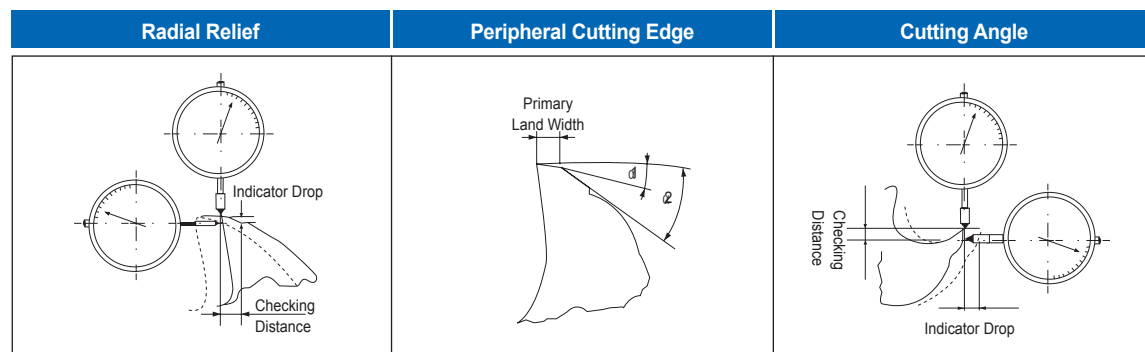 Radial Relief
Peripheral Cutting Edge
Cutting Angle
Indicator Drop
Checking
Distance
Primary
Land Width
Checking
Distance
Indicator Drop